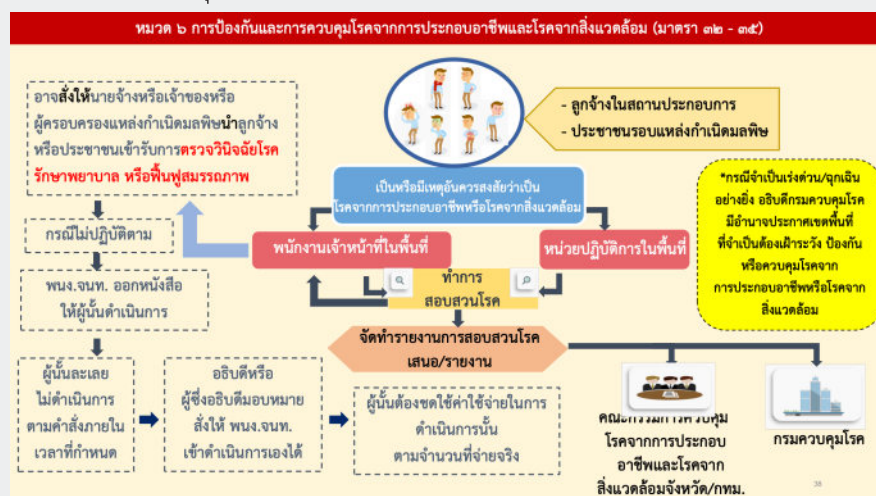 หมวด ๖ การป้องกันและการควบคุมโรคจากการประกอบอาชีพและโรคจากสิ่งแวดล้อม (มาตรา ๓๒ - ๓๕)
อาจสั่งให้นายจ้างหรือเจ้าของหรือ
ผู้ครอบครองแหล่งกำเนิดมลพิษนำลูกจ้าง
หรือประชาชนเข้ารับการตรวจวินิจฉัยโรค
รักษาพยาบาล หรือฟื้นฟูสมรรถภาพ
- ลูกจ้างในสถานประกอบการ
- ประชาชนรอบแหล่งกำเนิดมลพิษ
เป็นหรือมีเหตุอันควรสงสัยว่าเป็น
โรคจากการประกอบอาชีพหรือโรคจากสิ่งแวดล้อม
*กรณีจำเป็นเร่งด่วน/ฉุกเฉิน
อย่างยิ่ง อธิบดีกรมควบคุมโรค
มีอำนาจประกาศเขตพื้นที่
ที่จำเป็นต้องเฝ้าระวัง ป้องกัน
หรือควบคุมโรคจาก
การประกอบอาชีพหรือโรคจาก
สิ่งแวดล้อม
กรณีไม่ปฏิบัติตาม
พนักงานเจ้าหน้าที่ในพื้นที่
หน่วยปฏิบัติการในพื้นที่
ทำการ
สอบสวนโรค
พนง.จนท. ออกหนังสือ
ให้ผู้นั้นดำเนินการ
จัดทำรายงานการสอบสวนโรค
เสนอ/รายงาน
ผู้นั้นละเลย
ไม่ดำเนินการ
ตามคำสั่งภายใน
เวลาที่กำหนด
อธิบดีหรือ
ผู้ซึ่งอธิบดีมอบหมาย
สั่งให้ พนง.จนท.
เข้าดำเนินการเองได้
ผู้นั้นต้องชดใช้ค่าใช้จ่ายในการ
ดำเนินการนั้น
ตามจำนวนที่จ่ายจริง
คณะกรรมการควบคุม
โรคจากการประกอบ
อาชีพและโรคจาก
สิ่งแวดล้อมจังหวัด/กทม.
กรมควบคุมโรค
38